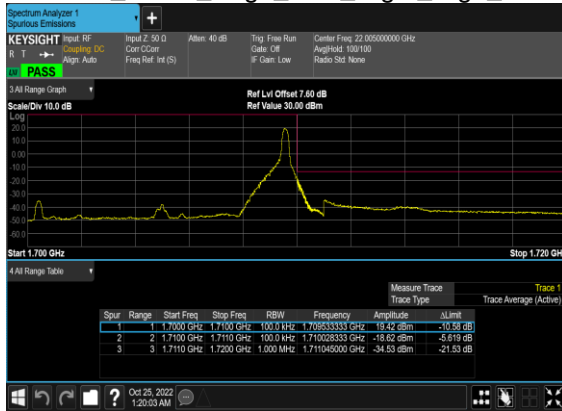 Spectrum Analyzer 1
Spurious Emissions
KEYSIGHT Input: RF Input Z: 50 Ω Atten: 40 dB Trig: Free Run Center Freq: 22.005000000 GHz
R T Coupling: DC Corr CCorr Gate: Off Avg|Hold: 100/100
Align: Auto Freq Ref: Int (S) IF Gain: Low Radio Std: None
LM PASS
3 All Range Graph Ref Lvl Offset 7.60 dB
Scale/Div 10.0 dB Ref Value 30.00 dBm
Log
20.0
10.0
0.00
-10.0
-20.0
-30.0
-40.0
-50.0
-60.0
Start 1.700 GHz Stop 1.720 GH
4 All Range Table
Measure Trace Trace 1
Trace Type Trace Average (Active)
Spur Range Start Freq Stop Freq RBW Frequency Amplitude ΔLimit
1 1 1.7000 GHz 1.7100 GHz 100.0 kHz 1.709533333 GHz 19.42 dBm -10.58 dB
2 2 1.7100 GHz 1.7110 GHz 100.0 kHz 1.710028333 GHz -18.62 dBm -5.619 dB
3 3 1.7110 GHz 1.7200 GHz 1.000 MHz 1.711045000 GHz -34.53 dBm -21.53 dB
Oct 25, 2022
1:20:03 AM